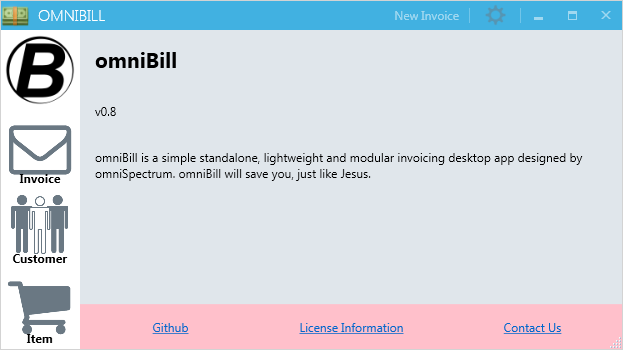 OMNIBILL
New Invoice
B
omniBill
v0.8
omniBill is a simple standalone, lightweight and modular invoicing desktop app designed by
omniSpectrum. omniBill will save you, just like Jesus.
Invoice
Customer
Item
Github
License Information
Contact Us